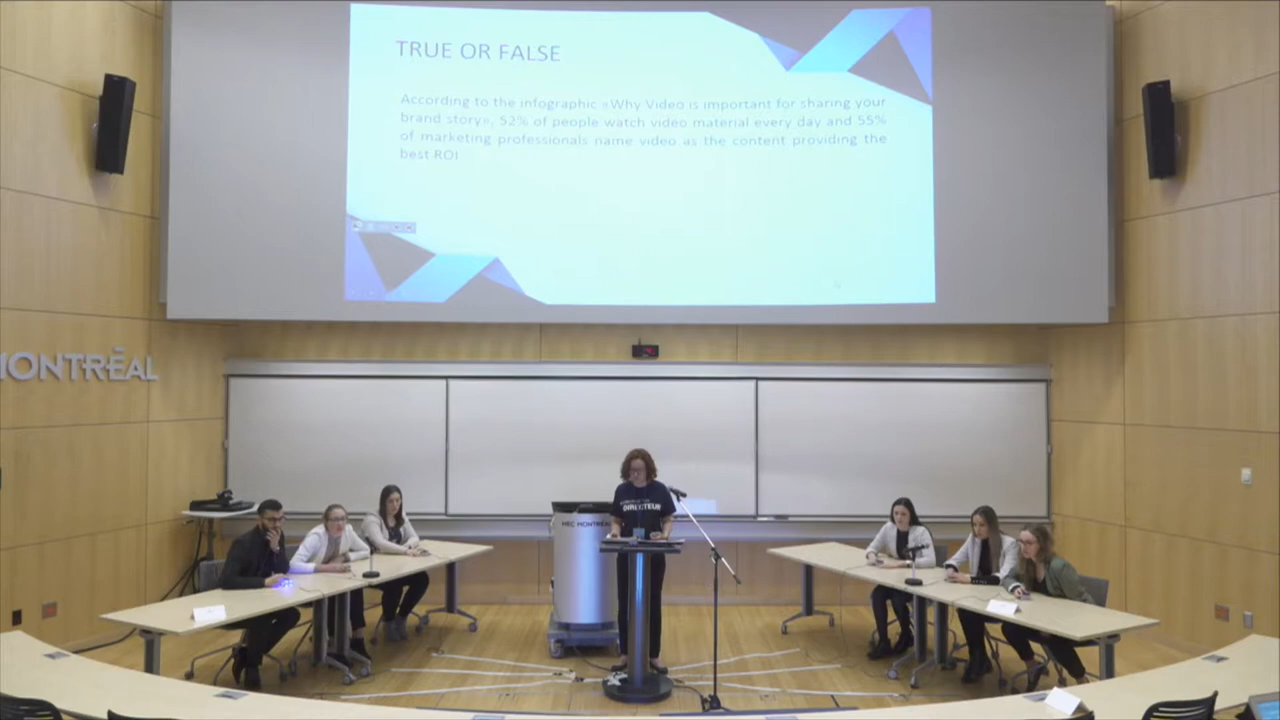 TRUE OR FALSE
According to the infographic «Why Video is important for sharing your
brand story», 52% of people watch video material every day and 55%
of marketing professionals name video as the content providing the
best ROI
MONTRÉAL
HEC MONTRÉAL
DIRECTEUR